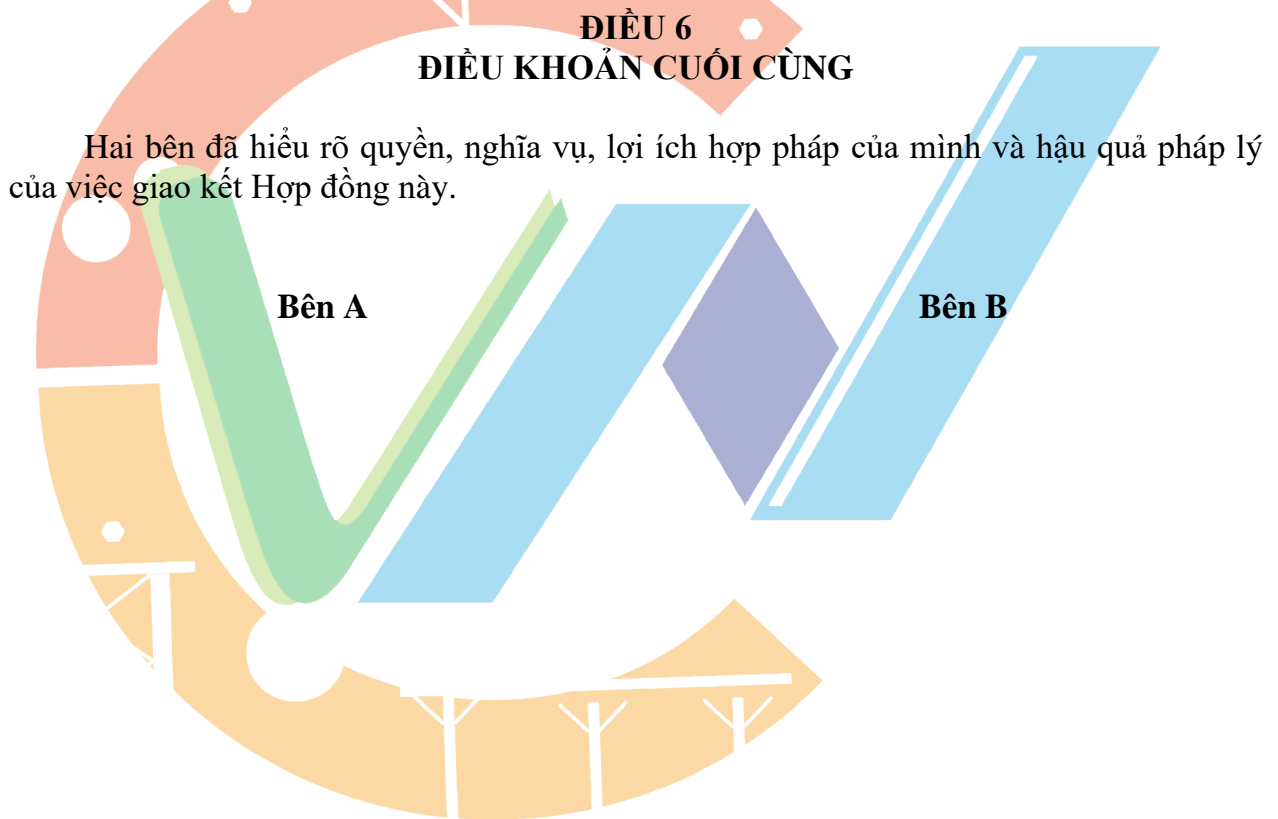 ĐIỀU 6
ĐIỀU KHOẢN CUỐI CÙNG
Hai bên đã hiểu rõ quyền, nghĩa vụ, lợi ích hợp pháp của mình và hậu quả pháp lý
của việc giao kết Hợp đồng này.
Bên A Bên B